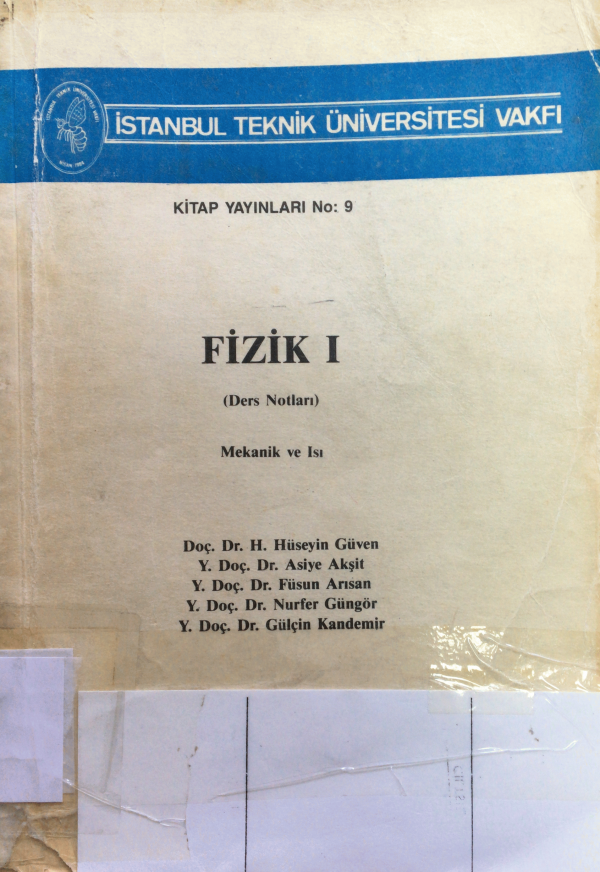 İSTANBUL TEKNİK ÜNİVERSİTESİ VAKFI
KİTAP YAYINLARI No: 9
FİZİK I
(Ders Notları)
Mekanik ve Isı
Doç. Dr. H. Hüseyin Güven
Y. Doç. Dr. Asiye Akşit
Y. Doç. Dr. Füsun Arısan
Y. Doç. Dr. Nurfer Güngör
Y. Doç. Dr. Gülçin Kandemir